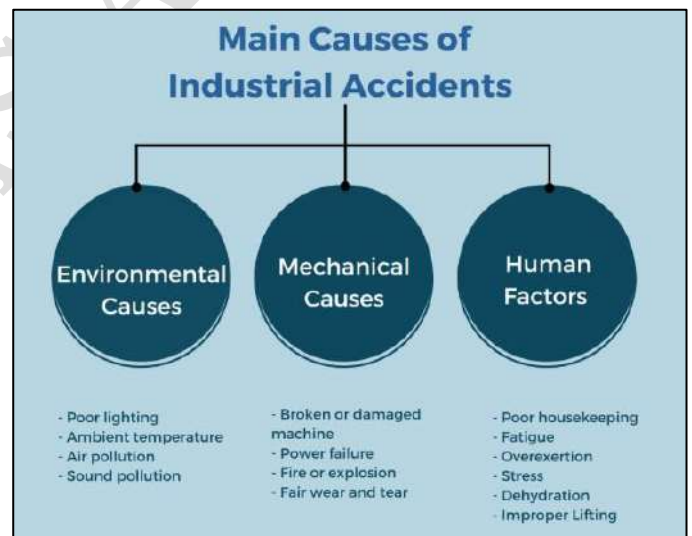 Main Causes of
Industrial Accidents
Environmental
Causes
Mechanical
Causes
Human
Factors
- Poor lighting
- Ambient temperature
- Air pollution
- Sound pollution
- Broken or damaged
machine
- Power failure
- Fire or explosion
- Fair wear and tear
- Poor housekeeping
- Fatigue
- Overexertion
- Stress
- Dehydration
- Improper Lifting